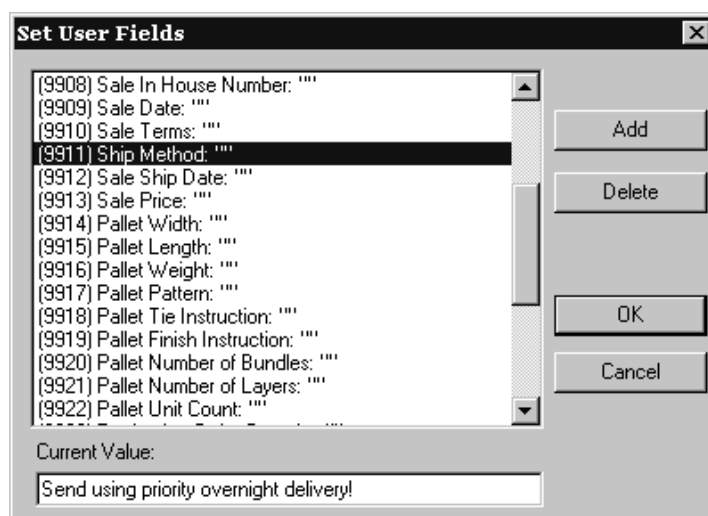 Set User Fields
(9908) Sale In House Number: ""
(9909) Sale Date: ""
(9910) Sale Terms: ""
(9911) Ship Method: ""
(9912) Sale Ship Date: ""
(9913) Sale Price: ""
(9914) Pallet Width: ""
(9915) Pallet Length: ""
(9916) Pallet Weight: ""
(9917) Pallet Pattern: ""
(9918) Pallet Tie Instruction: ""
(9919) Pallet Finish Instruction: ""
(9920) Pallet Number of Bundles: ""
(9921) Pallet Number of Layers: ""
(9922) Pallet Unit Count: ""
Add
Delete
OK
Cancel
Current Value:
Send using priority overnight delivery!